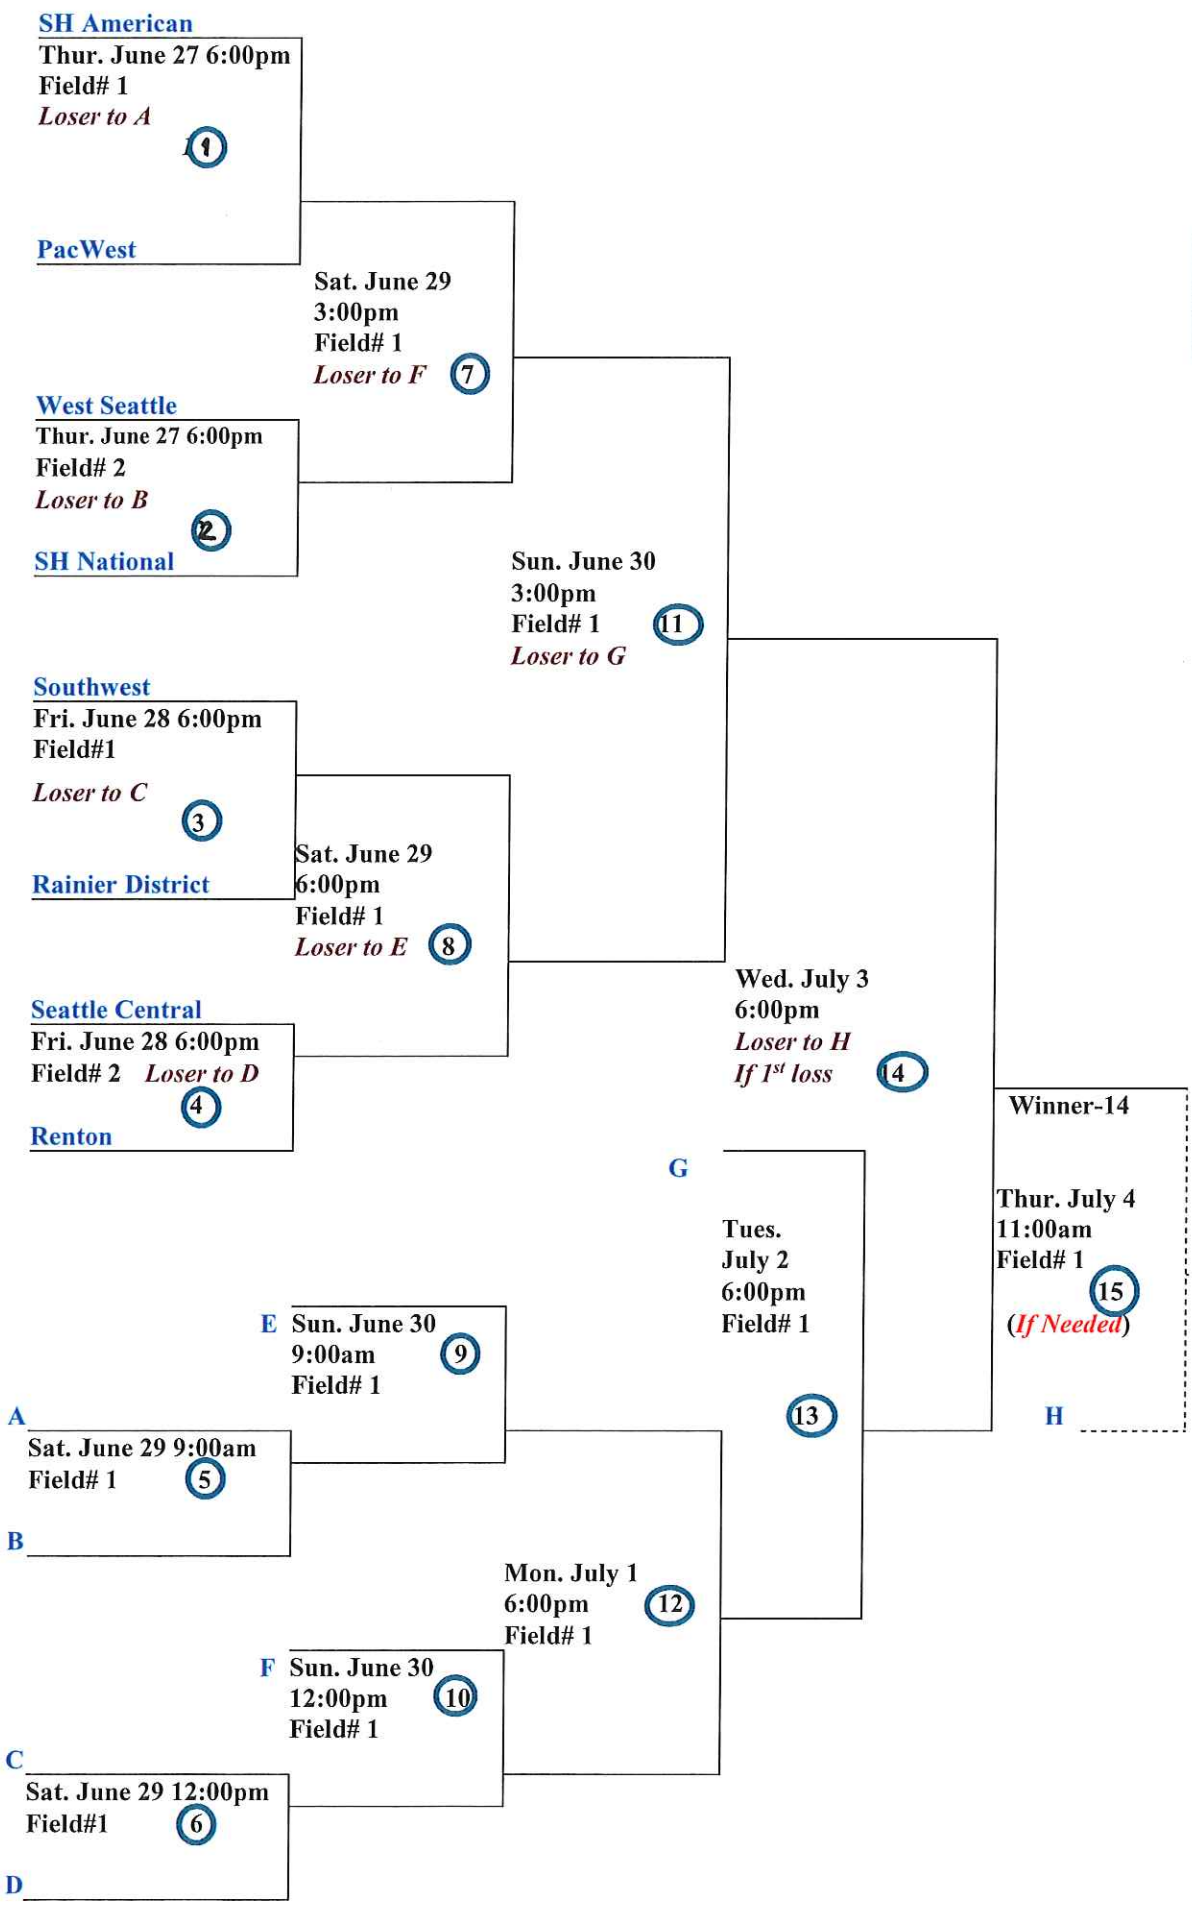 SH American
Thur. June 27 6:00pm
Field# 1
Loser to A
1
PacWest
Sat. June 29
3:00pm
Field# 1
Loser to F
7
West Seattle
Thur. June 27 6:00pm
Field# 2
Loser to B
2
SH National
Sun. June 30
3:00pm
Field# 1
11
Loser to G
Southwest
Fri. June 28 6:00pm
Field#1
Loser to C
3
Rainier District
Sat. June 29
6:00pm
Field# 1
Loser to E
8
Seattle Central
Fri. June 28 6:00pm
Field# 2 Loser to D
4
Renton
Wed. July 3
6:00pm
Loser to H
If 1st loss
14
Winner-14
G
Tues.
July 2
6:00pm
Field# 1
13
Thur. July 4
11:00am
Field# 1
15
(If Needed)
H
E
Sun. June 30
9:00am
Field# 1
9
A
Sat. June 29 9:00am
Field# 1
5
B
Mon. July 1
6:00pm
Field# 1
12
F
Sun. June 30
12:00pm
Field# 1
10
C
Sat. June 29 12:00pm
Field#1
6
D